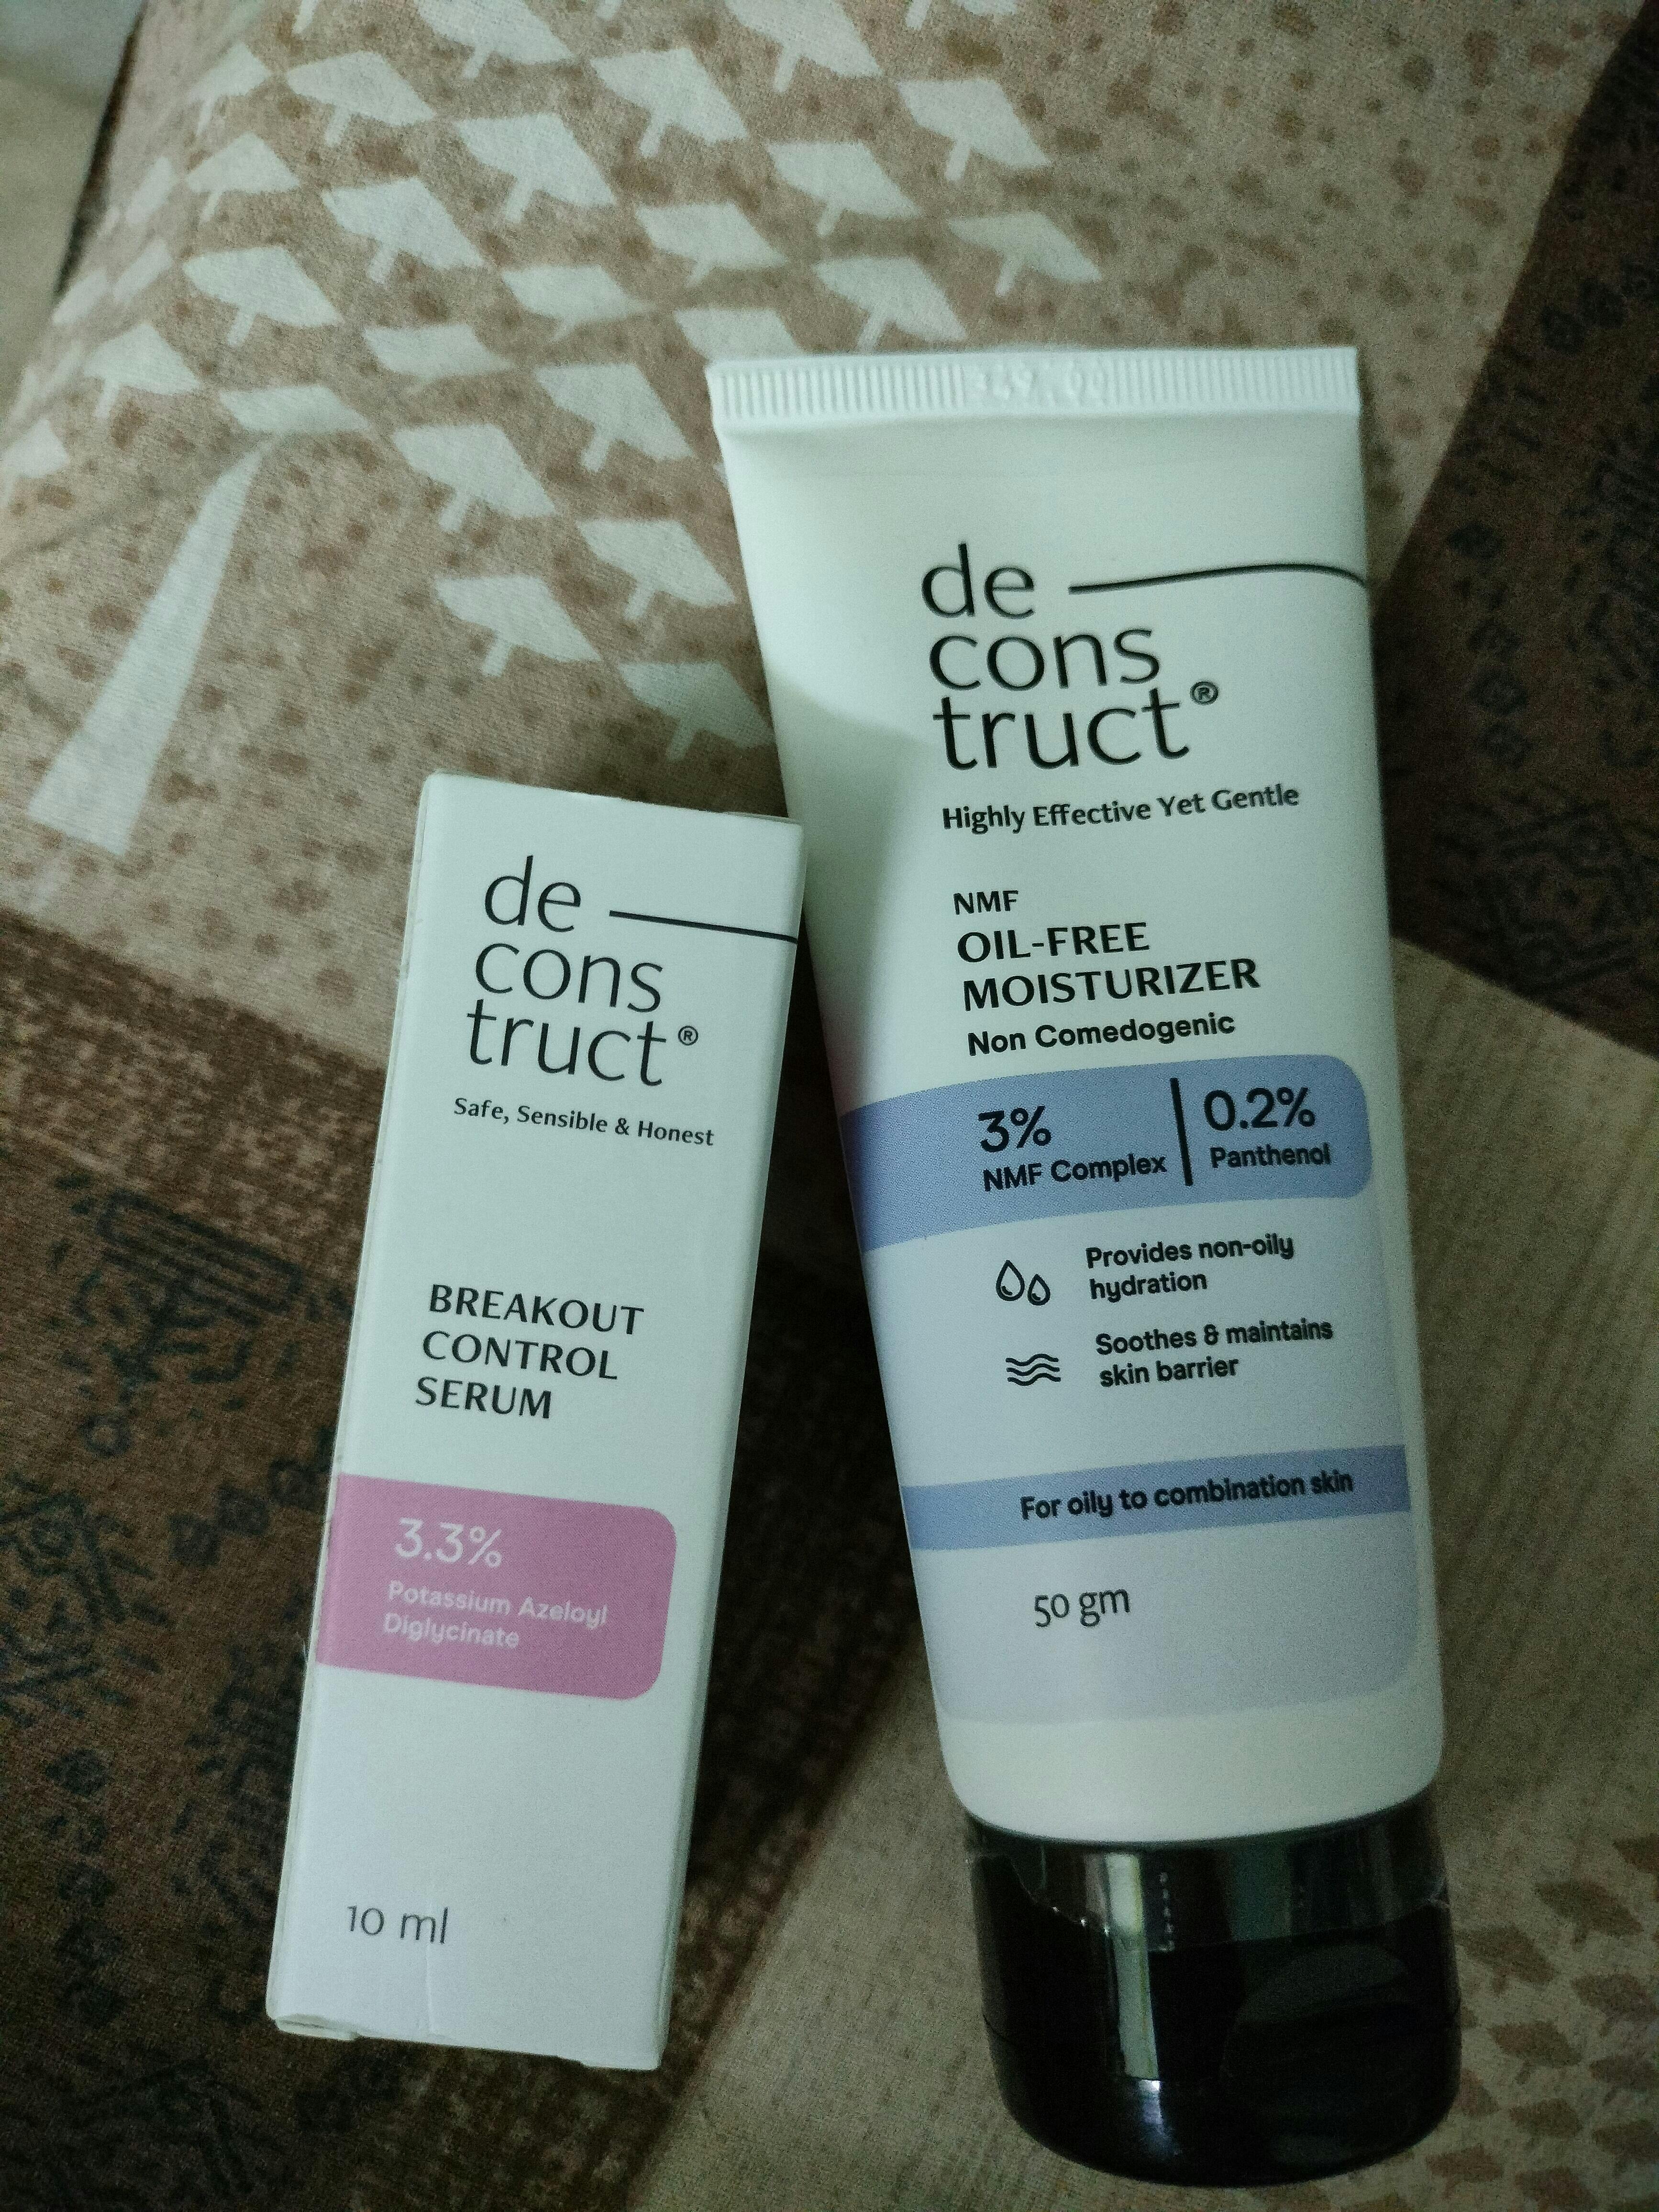 de
cons
truct®
Safe, Sensible & Honest
BREAKOUT
CONTROL
SERUM
3.3%
Potassium Azeloyl
Diglycinate
10 ml
de
cons
truct®
Highly Effective Yet Gentle
NMF
OIL-FREE
MOISTURIZER
Non Comedogenic
3%
NMF Complex
0.2%
Panthenol
Provides non-oily
hydration
Soothes & maintains
skin barrier
For oily to combination skin
50 gm